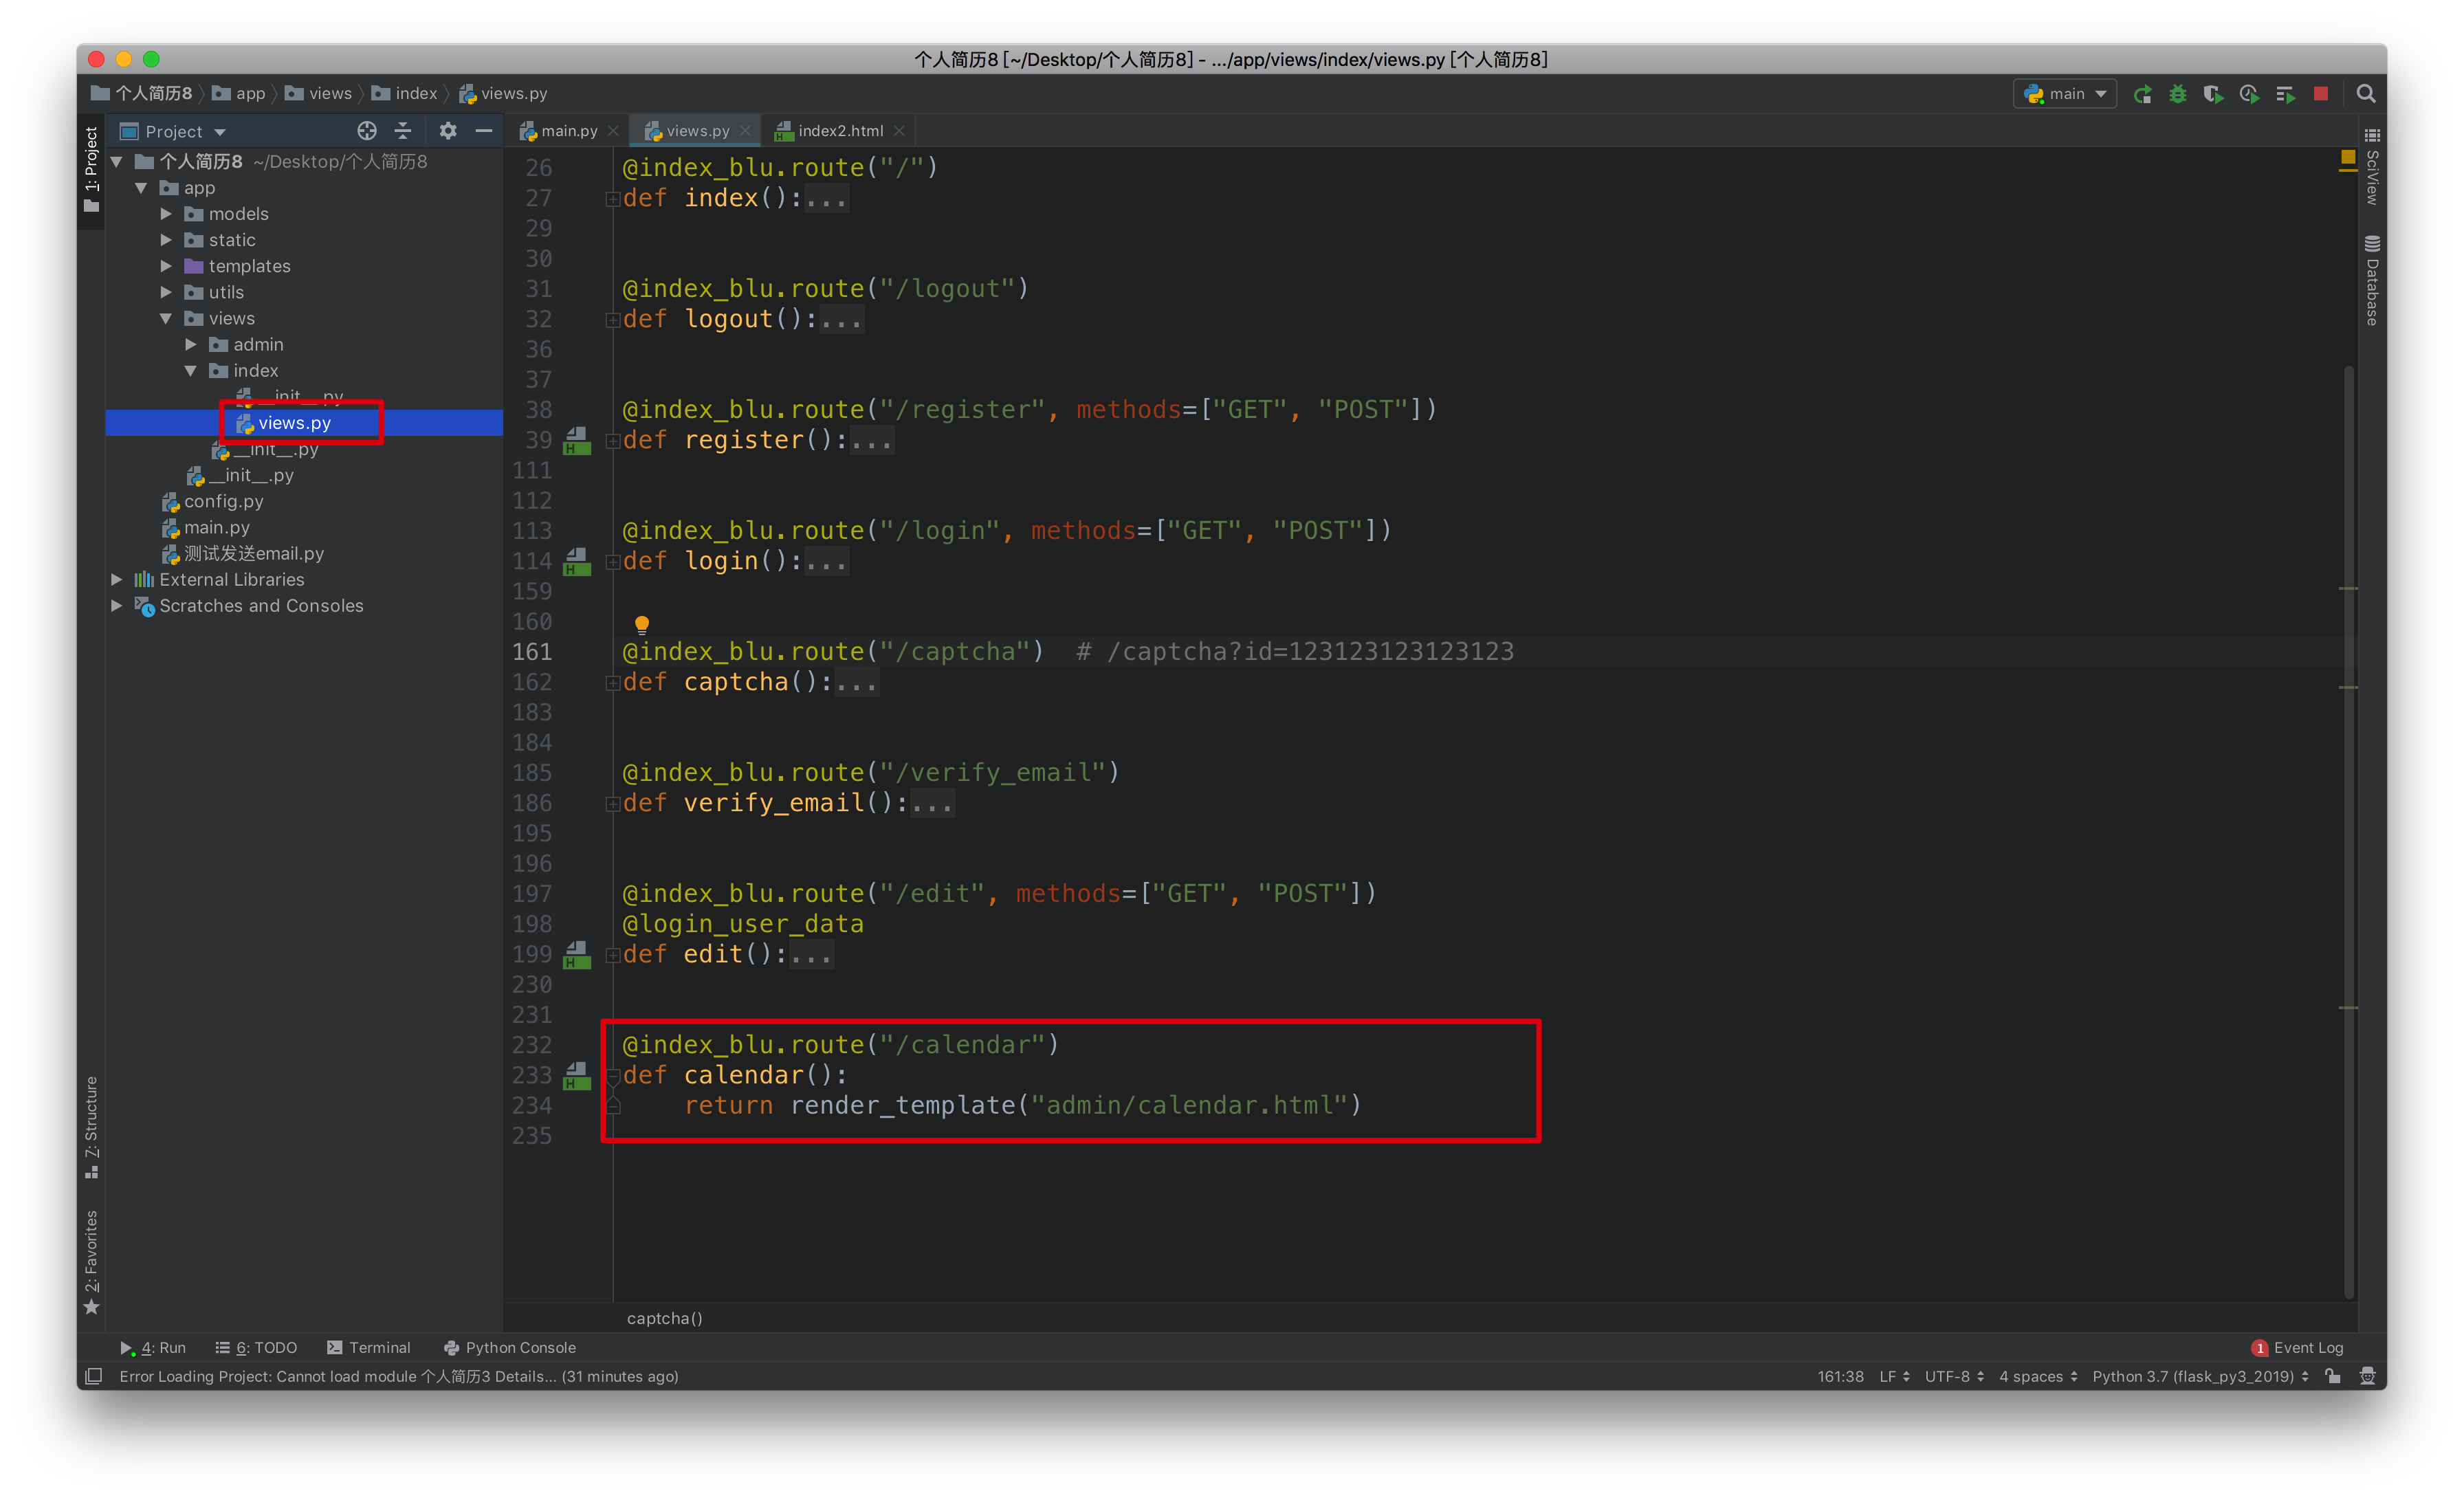 个人简历8 [~/Desktop/个人简历8] - .../app/views/index/views.py [个人简历8]
个人简历8 app views index views.py
main
Project
main.py views.py index2.html
1: Project
个人简历8 ~/Desktop/个人简历8
app
models
static
templates
utils
views
admin
index
__init__.py
views.py
__init__.py
__init__.py
config.py
main.py
测试发送email.py
External Libraries
Scratches and Consoles
7: Structure
2: Favorites
26 @index_blu.route("/")
27 def index():...
29
30
31 @index_blu.route("/logout")
32 def logout():...
36
37
38 @index_blu.route("/register", methods=["GET", "POST"])
39 def register():...
111
112
113 @index_blu.route("/login", methods=["GET", "POST"])
114 def login():...
159
160
161 @index_blu.route("/captcha")  # /captcha?id=123123123123123
162 def captcha():...
183
184
185 @index_blu.route("/verify_email")
186 def verify_email():...
195
196
197 @index_blu.route("/edit", methods=["GET", "POST"])
198 @login_user_data
199 def edit():...
230
231
232 @index_blu.route("/calendar")
233 def calendar():
234     return render_template("admin/calendar.html")
235
captcha()
SciView
Database
4: Run 6: TODO Terminal Python Console 1 Event Log
Error Loading Project: Cannot load module 个人简历3 Details... (31 minutes ago) 161:38 LF UTF-8 4 spaces Python 3.7 (flask_py3_2019)